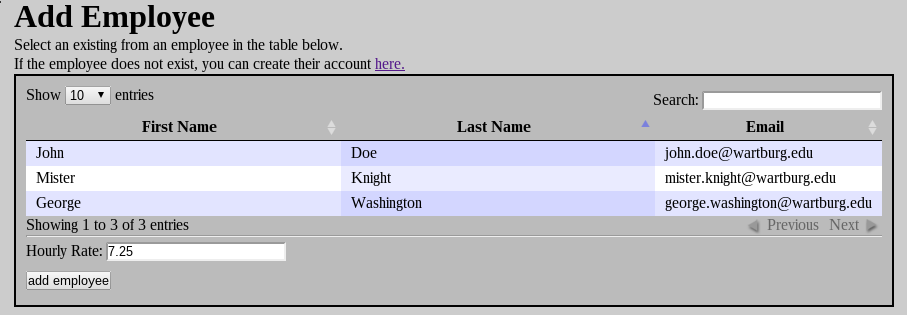 Add Employee
Select an existing from an employee in the table below.
If the employee does not exist, you can create their account here.
Show 10 entries
Search:
First Name Last Name Email
John Doe john.doe@wartburg.edu
Mister Knight mister.knight@wartburg.edu
George Washington george.washington@wartburg.edu
Showing 1 to 3 of 3 entries Previous Next
Hourly Rate: 7.25
add employee